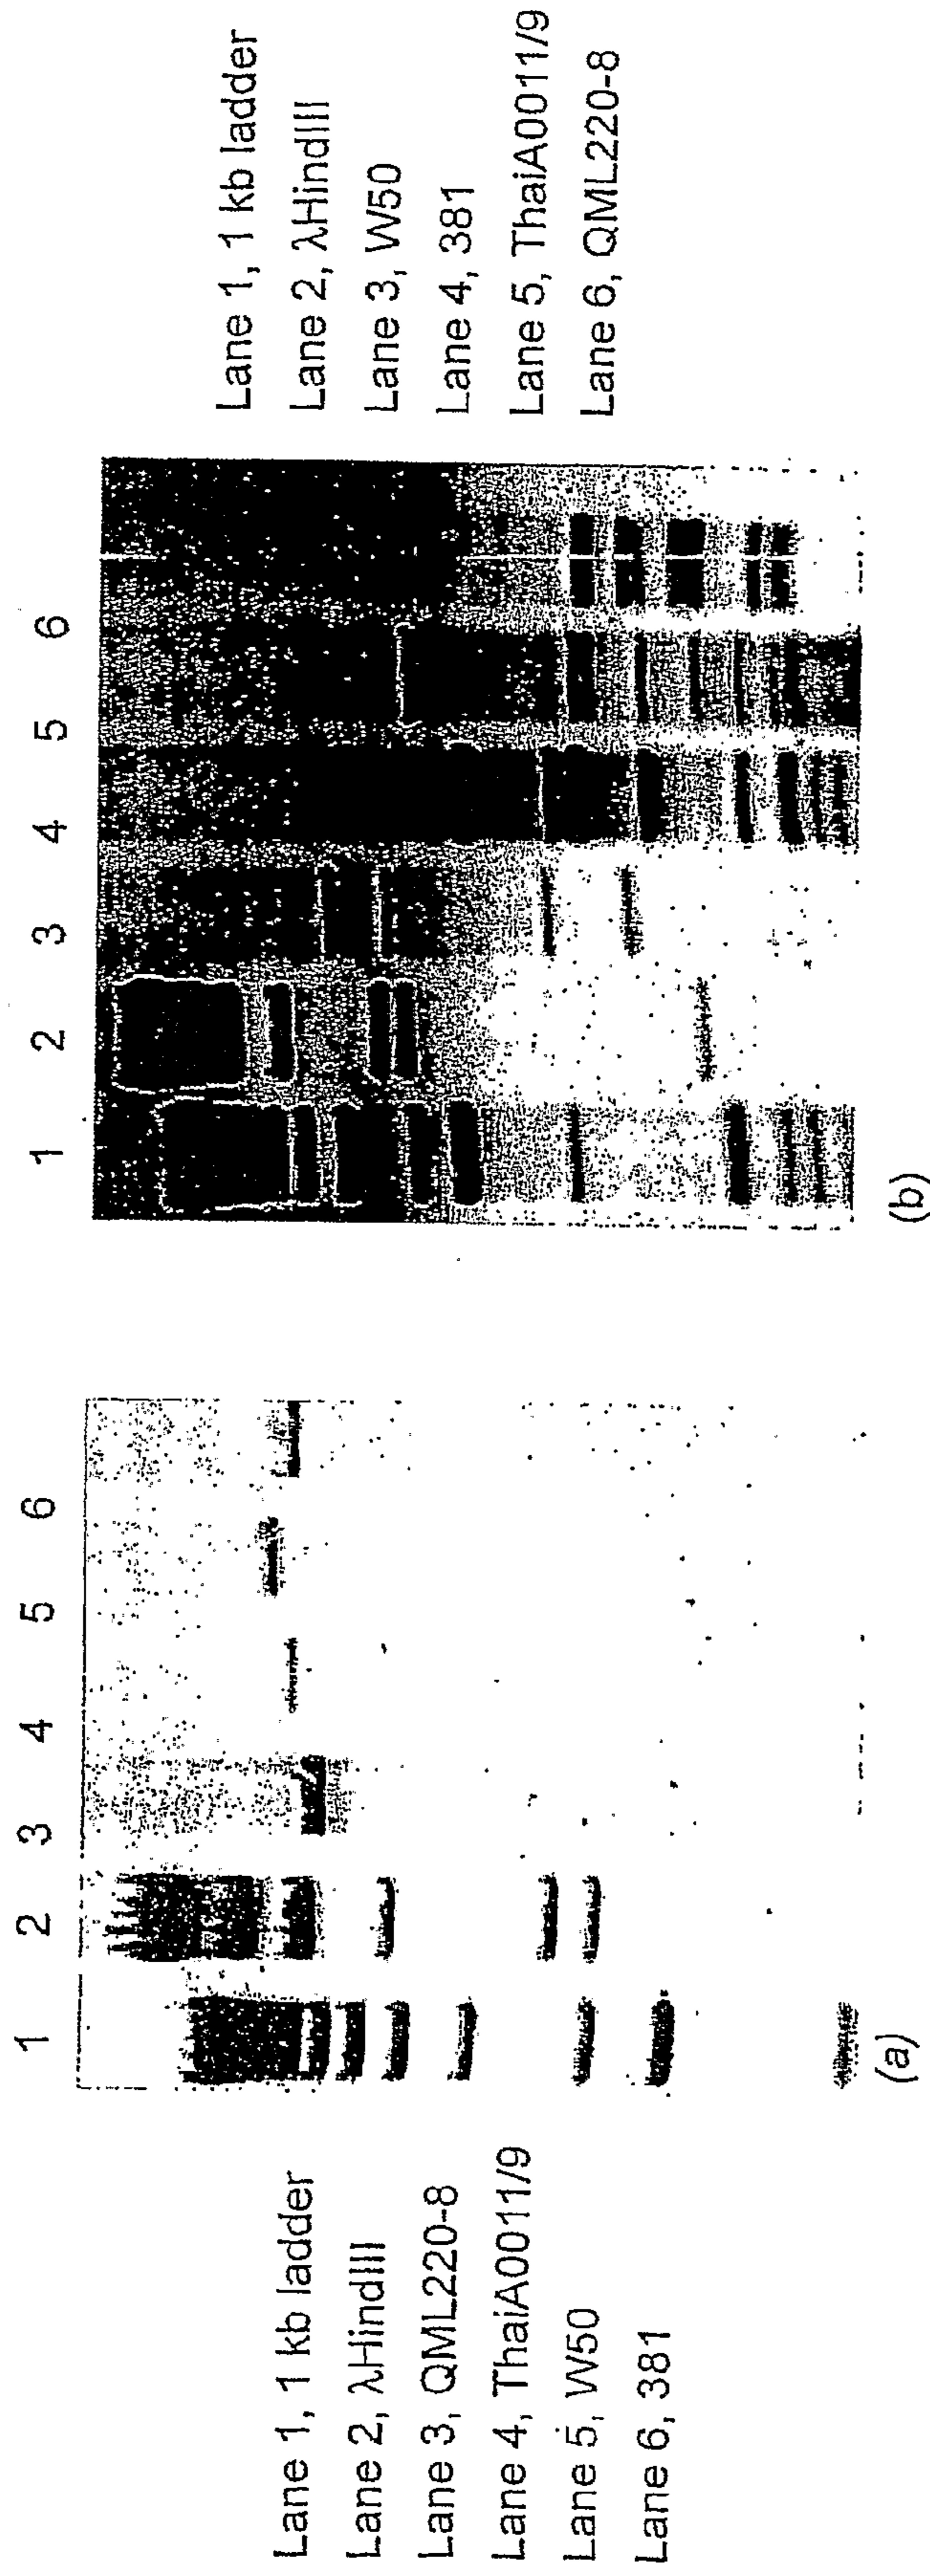 Lane 1, 1 kb ladder
Lane 2, λHindIII
Lane 3, QML220-8
Lane 4, ThaiA0011/9
Lane 5, W50
Lane 6, 381
1 2 3 4 5 6
(a)
1 2 3 4 5 6
(b)
Lane 1, 1 kb ladder
Lane 2, λHindIII
Lane 3, W50
Lane 4, 381
Lane 5, ThaiA0011/9
Lane 6, QML220-8